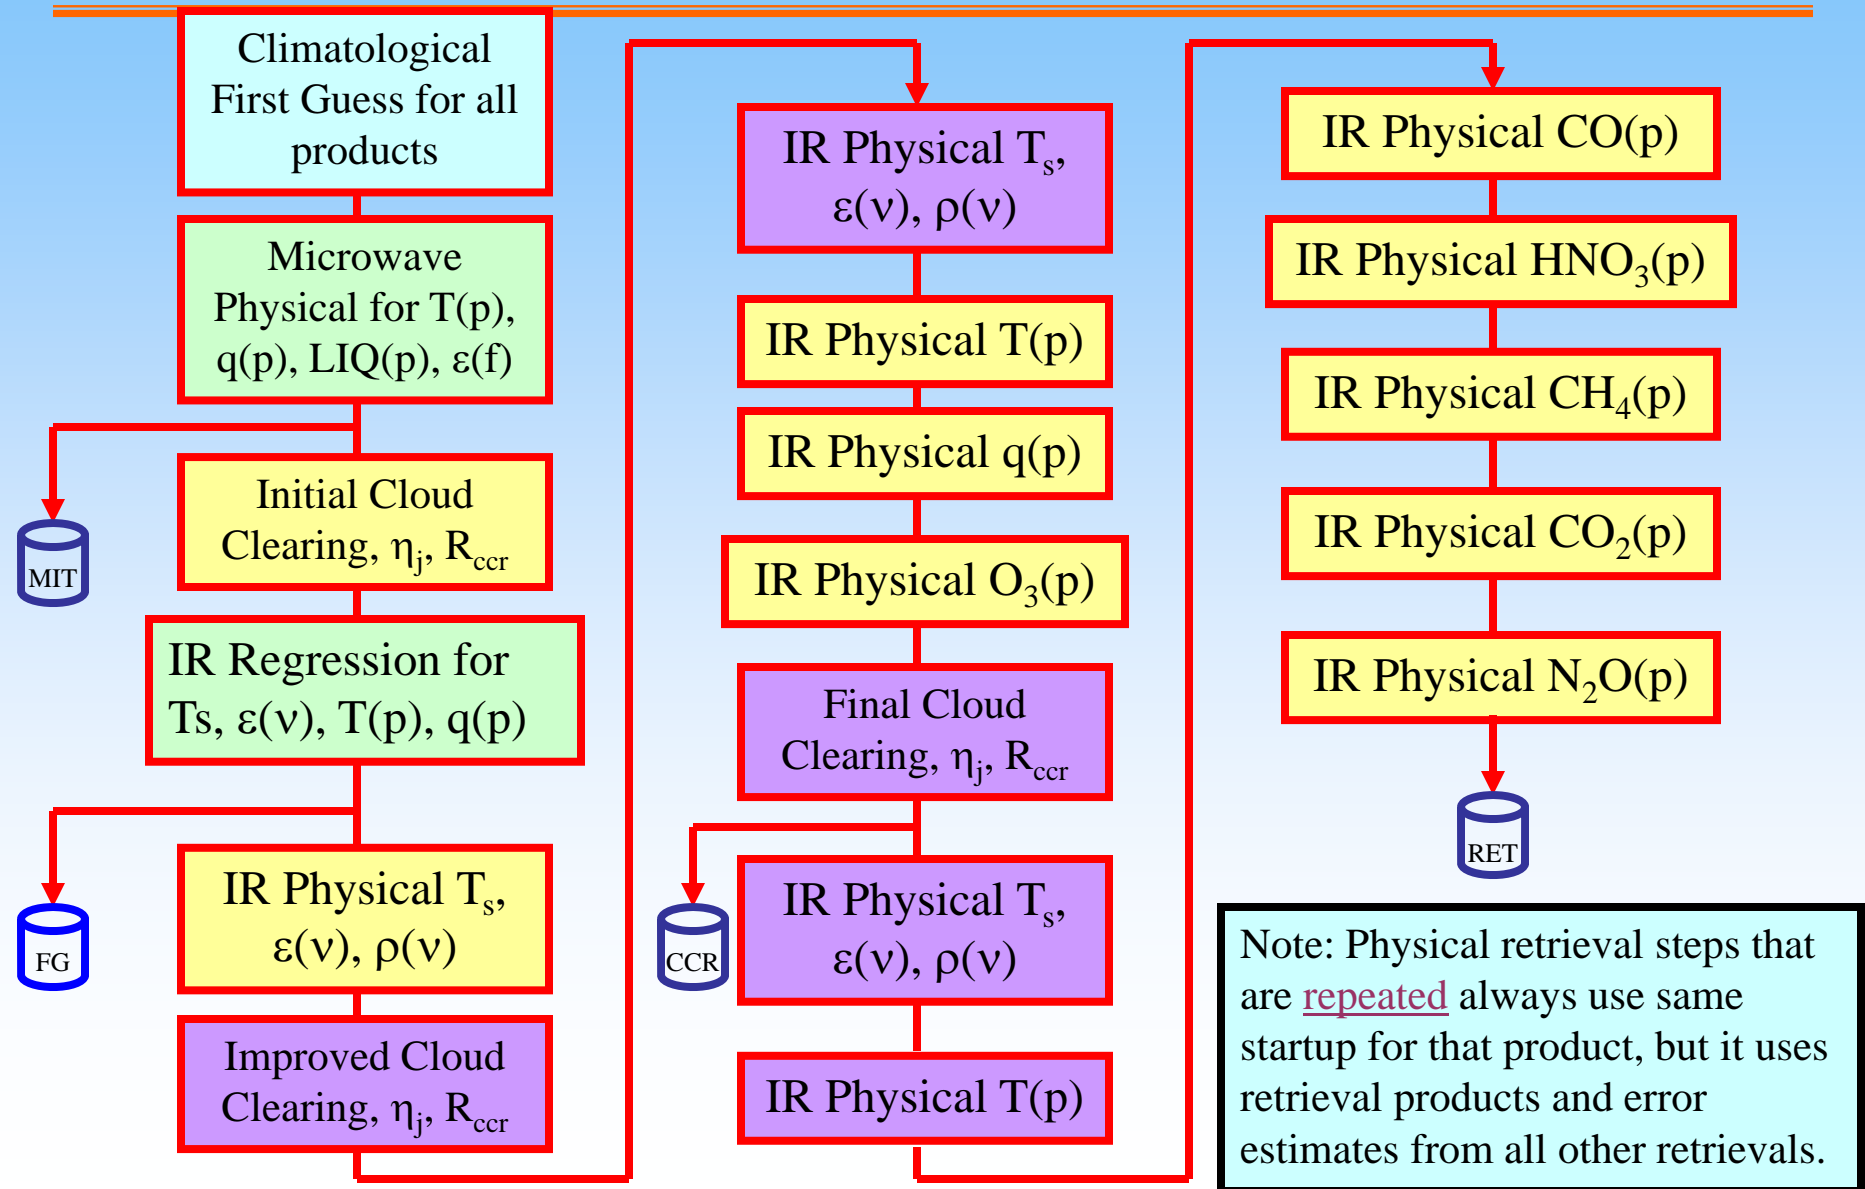 Climatological
First Guess for all
products
Microwave
Physical for T(p),
q(p), LIQ(p), ε(f)
MIT
Initial Cloud
Clearing, ηⱼ, R_ccr
IR Regression for
Ts, ε(ν), T(p), q(p)
FG
IR Physical Tₛ,
ε(ν), ρ(ν)
Improved Cloud
Clearing, ηⱼ, R_ccr
IR Physical Tₛ,
ε(ν), ρ(ν)
IR Physical T(p)
IR Physical q(p)
IR Physical O₃(p)
Final Cloud
Clearing, ηⱼ, R_ccr
CCR
IR Physical Tₛ,
ε(ν), ρ(ν)
IR Physical T(p)
IR Physical CO(p)
IR Physical HNO₃(p)
IR Physical CH₄(p)
IR Physical CO₂(p)
IR Physical N₂O(p)
RET
Note: Physical retrieval steps that
are repeated always use same
startup for that product, but it uses
retrieval products and error
estimates from all other retrievals.